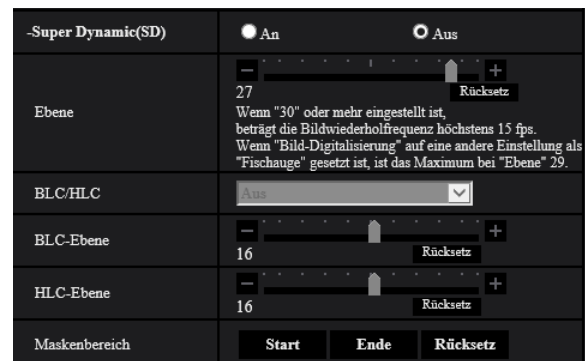 -Super Dynamic(SD)
An
Aus
- +
27
Rücksetz
Ebene
Wenn "30" oder mehr eingestellt ist,
beträgt die Bildwiederholfrequenz höchstens 15 fps.
Wenn "Bild-Digitalisierung" auf eine andere Einstellung als
"Fischauge" gesetzt ist, ist das Maximum bei "Ebene" 29.
BLC/HLC
Aus
BLC-Ebene
- +
16
Rücksetz
HLC-Ebene
- +
16
Rücksetz
Maskenbereich
Start
Ende
Rücksetz